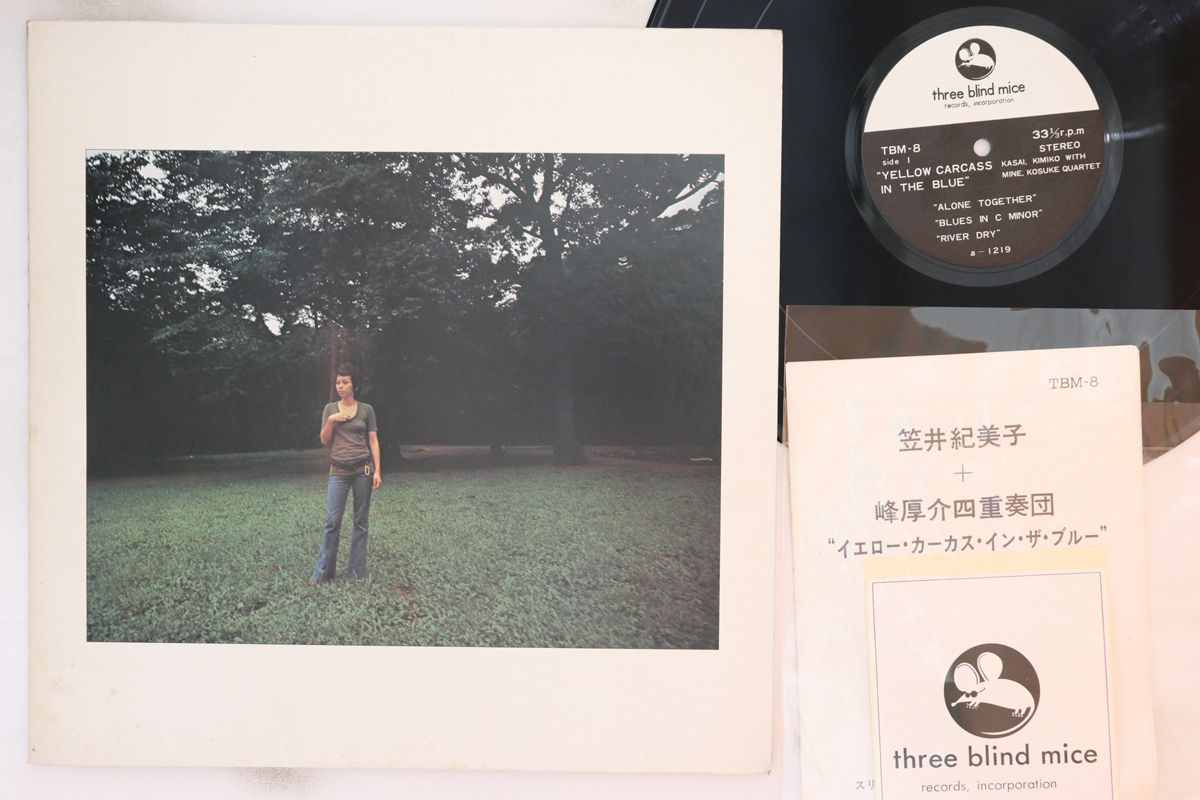 three blind mice
records, incorporation
TBM-8
side 1
33⅓r.p.m
STEREO
"YELLOW CARCASS
IN THE BLUE"
KASAI, KIMIKO WITH
MINE, KOSUKE QUARTET
"ALONE TOGETHER"
"BLUES IN C MINOR"
"RIVER DRY"
a-1219
TBM-8
笠井紀美子
+
峰厚介四重奏団
“イエロー・カーカス・イン・ザ・ブルー”
three blind mice
records, incorporation
スリ